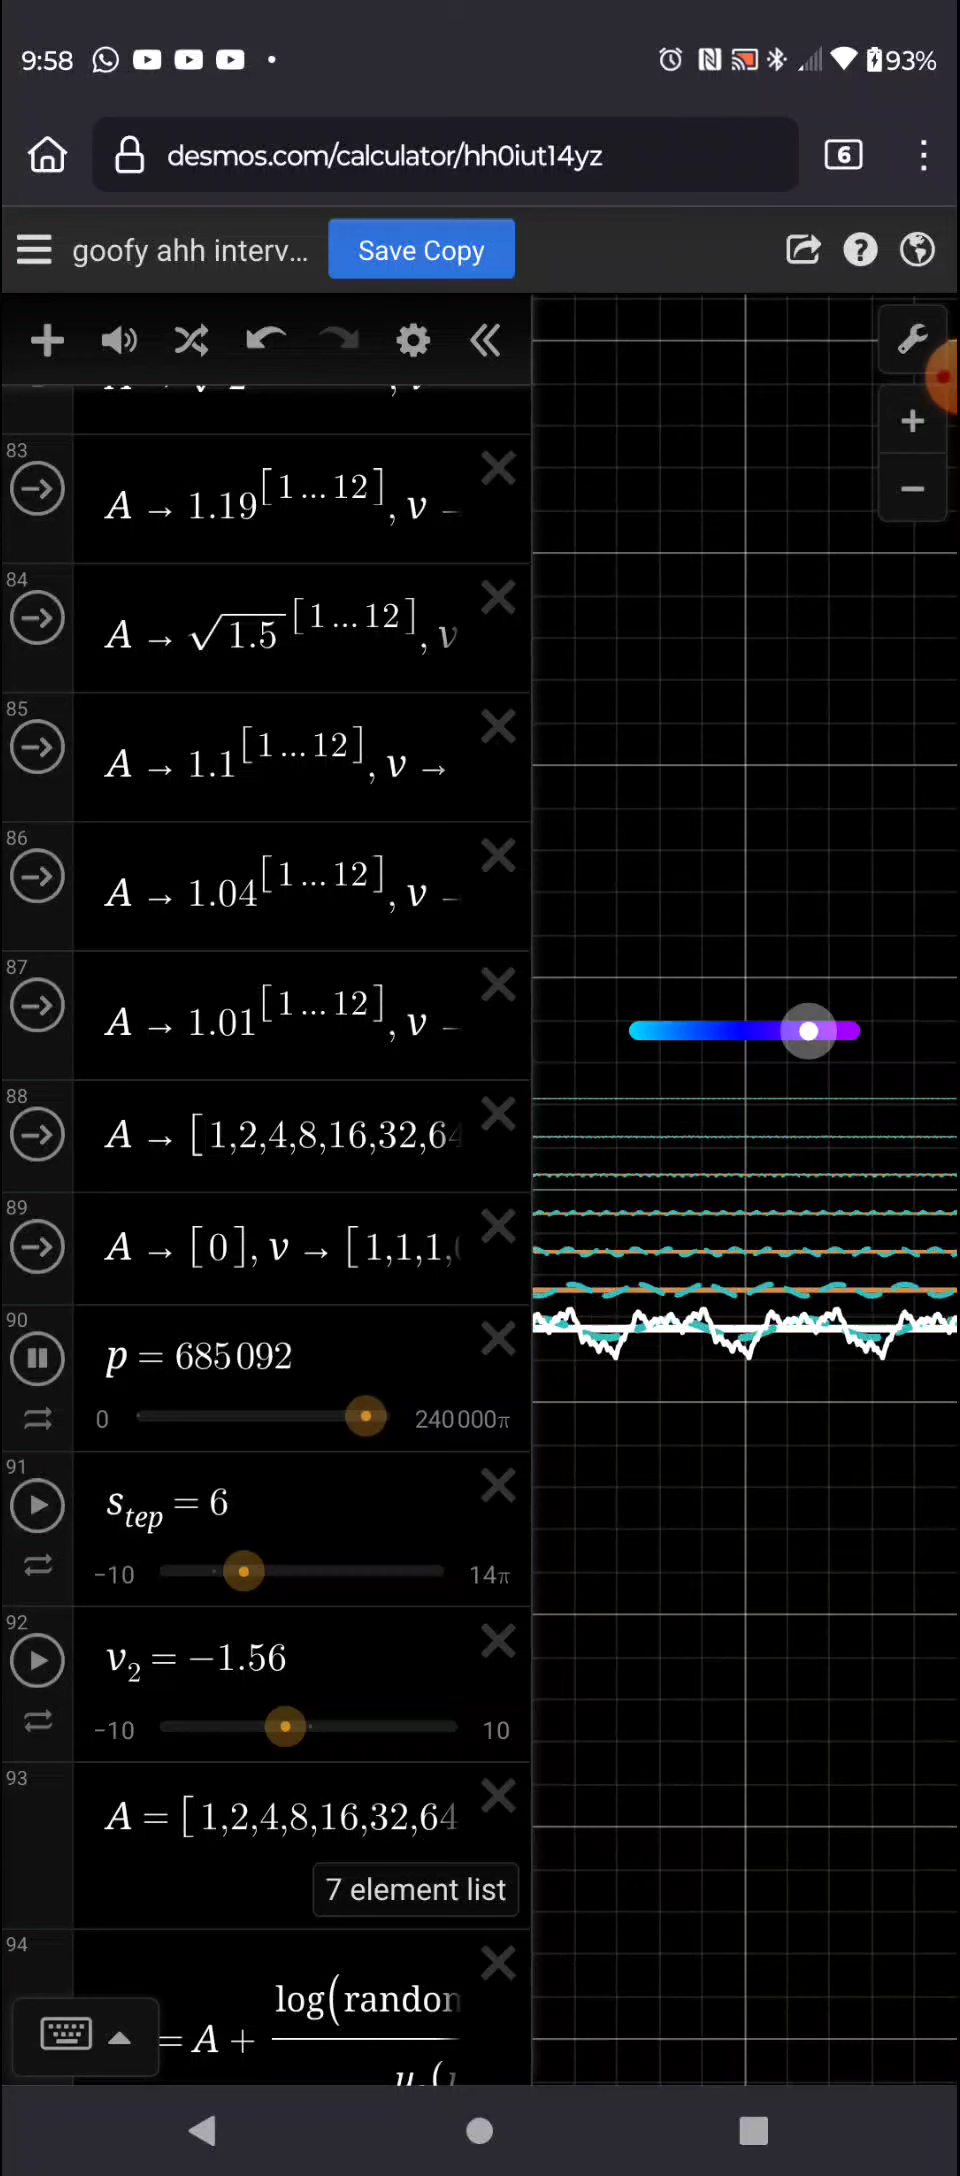 9:58 93%
desmos.com/calculator/hh0iut14yz 6
goofy ahh interv... Save Copy
83
A → 1.19^[1...12], v –
84
A → √1.5^[1...12], v
85
A → 1.1^[1...12], v →
86
A → 1.04^[1...12], v –
87
A → 1.01^[1...12], v –
88
A → [1,2,4,8,16,32,64
89
A → [0], v → [1,1,1,
90
p = 685092
0 240000π
91
s_tep = 6
-10 14π
92
v_2 = −1.56
-10 10
93
A = [1,2,4,8,16,32,64
7 element list
94
log(random
= A +